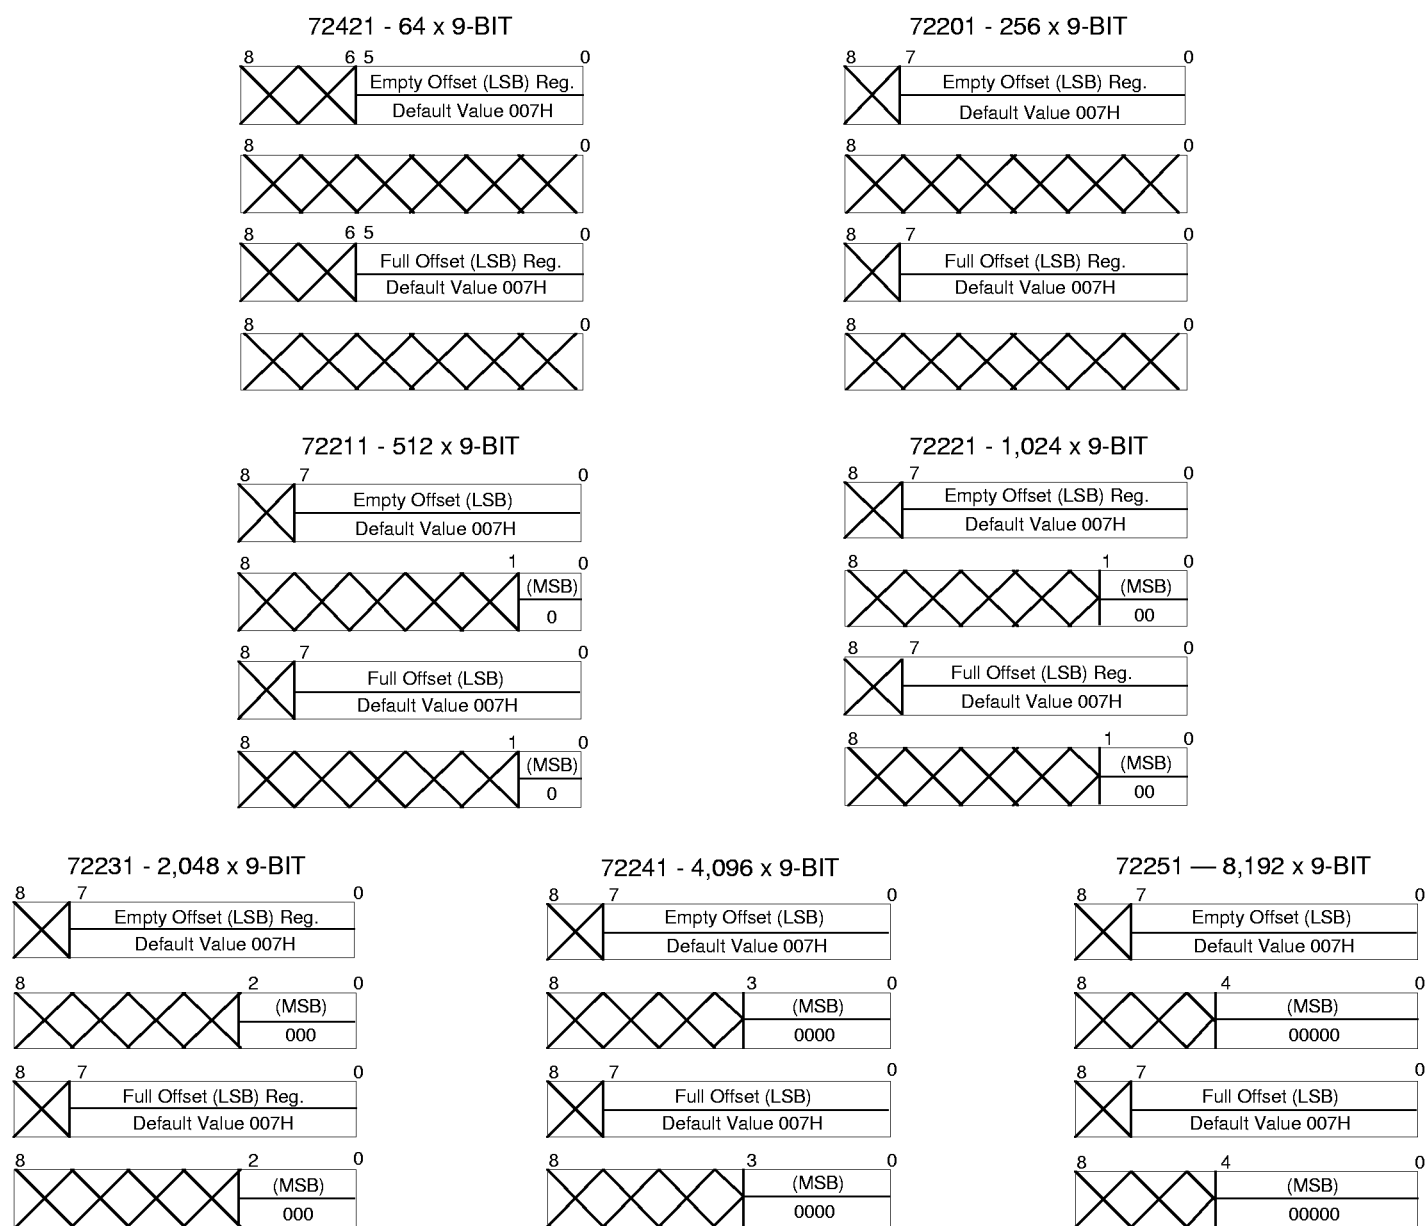 72421 - 64 x 9-BIT
8 6 5 0
Empty Offset (LSB) Reg.
Default Value 007H
8 0
8 6 5 0
Full Offset (LSB) Reg.
Default Value 007H
8 0
72201 - 256 x 9-BIT
8 7 0
Empty Offset (LSB) Reg.
Default Value 007H
8 0
8 7 0
Full Offset (LSB) Reg.
Default Value 007H
8 0
72211 - 512 x 9-BIT
8 7 0
Empty Offset (LSB)
Default Value 007H
8 1 0
(MSB)
0
8 7 0
Full Offset (LSB)
Default Value 007H
8 1 0
(MSB)
0
72221 - 1,024 x 9-BIT
8 7 0
Empty Offset (LSB) Reg.
Default Value 007H
8 1 0
(MSB)
00
8 7 0
Full Offset (LSB) Reg.
Default Value 007H
8 1 0
(MSB)
00
72231 - 2,048 x 9-BIT
8 7 0
Empty Offset (LSB) Reg.
Default Value 007H
8 2 0
(MSB)
000
8 7 0
Full Offset (LSB) Reg.
Default Value 007H
8 2 0
(MSB)
000
72241 - 4,096 x 9-BIT
8 7 0
Empty Offset (LSB)
Default Value 007H
8 3 0
(MSB)
0000
8 7 0
Full Offset (LSB)
Default Value 007H
8 3 0
(MSB)
0000
72251 — 8,192 x 9-BIT
8 7 0
Empty Offset (LSB)
Default Value 007H
8 4 0
(MSB)
00000
8 7 0
Full Offset (LSB)
Default Value 007H
8 4 0
(MSB)
00000